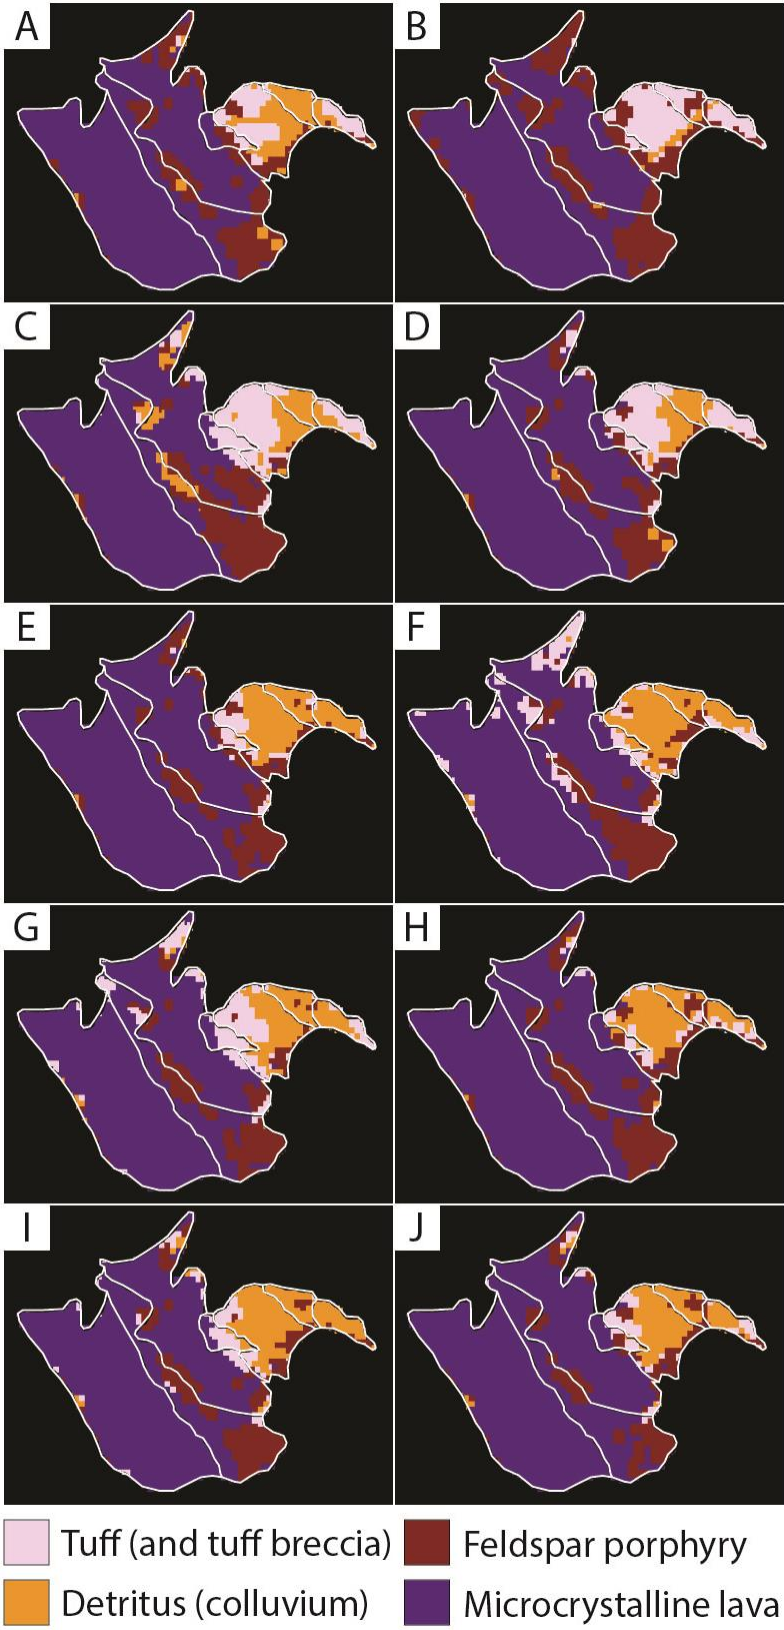 A B
C D
E F
G H
I J
Tuff (and tuff breccia) Feldspar porphyry
Detritus (colluvium) Microcrystalline lava